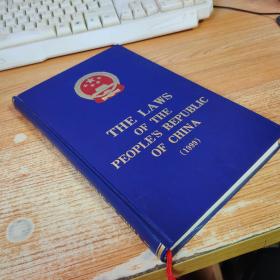 THE LAWS
OF THE
PEOPLE'S REPUBLIC
OF CHINA
(1999)